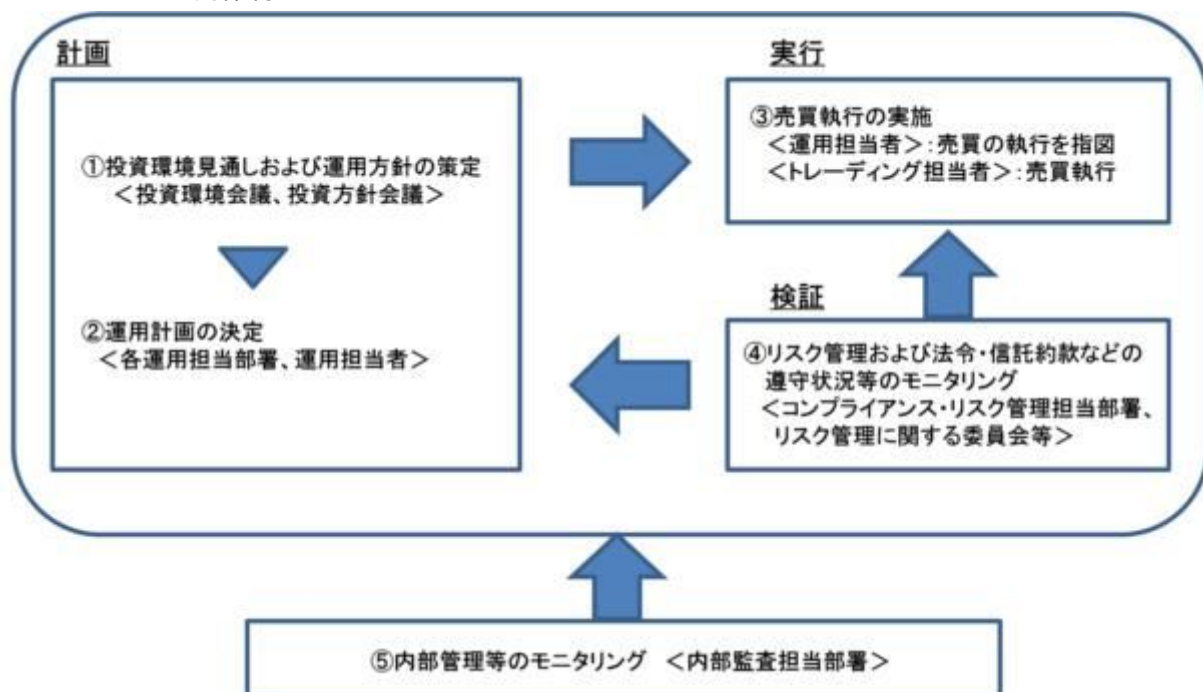 計画
①投資環境見通しおよび運用方針の策定
＜投資環境会議、投資方針会議＞
②運用計画の決定
＜各運用担当部署、運用担当者＞
実行
③売買執行の実施
＜運用担当者＞:売買の執行を指図
＜トレーディング担当者＞:売買執行
検証
④リスク管理および法令・信託約款などの
遵守状況等のモニタリング
＜コンプライアンス・リスク管理担当部署、
リスク管理に関する委員会等＞
⑤内部管理等のモニタリング ＜内部監査担当部署＞